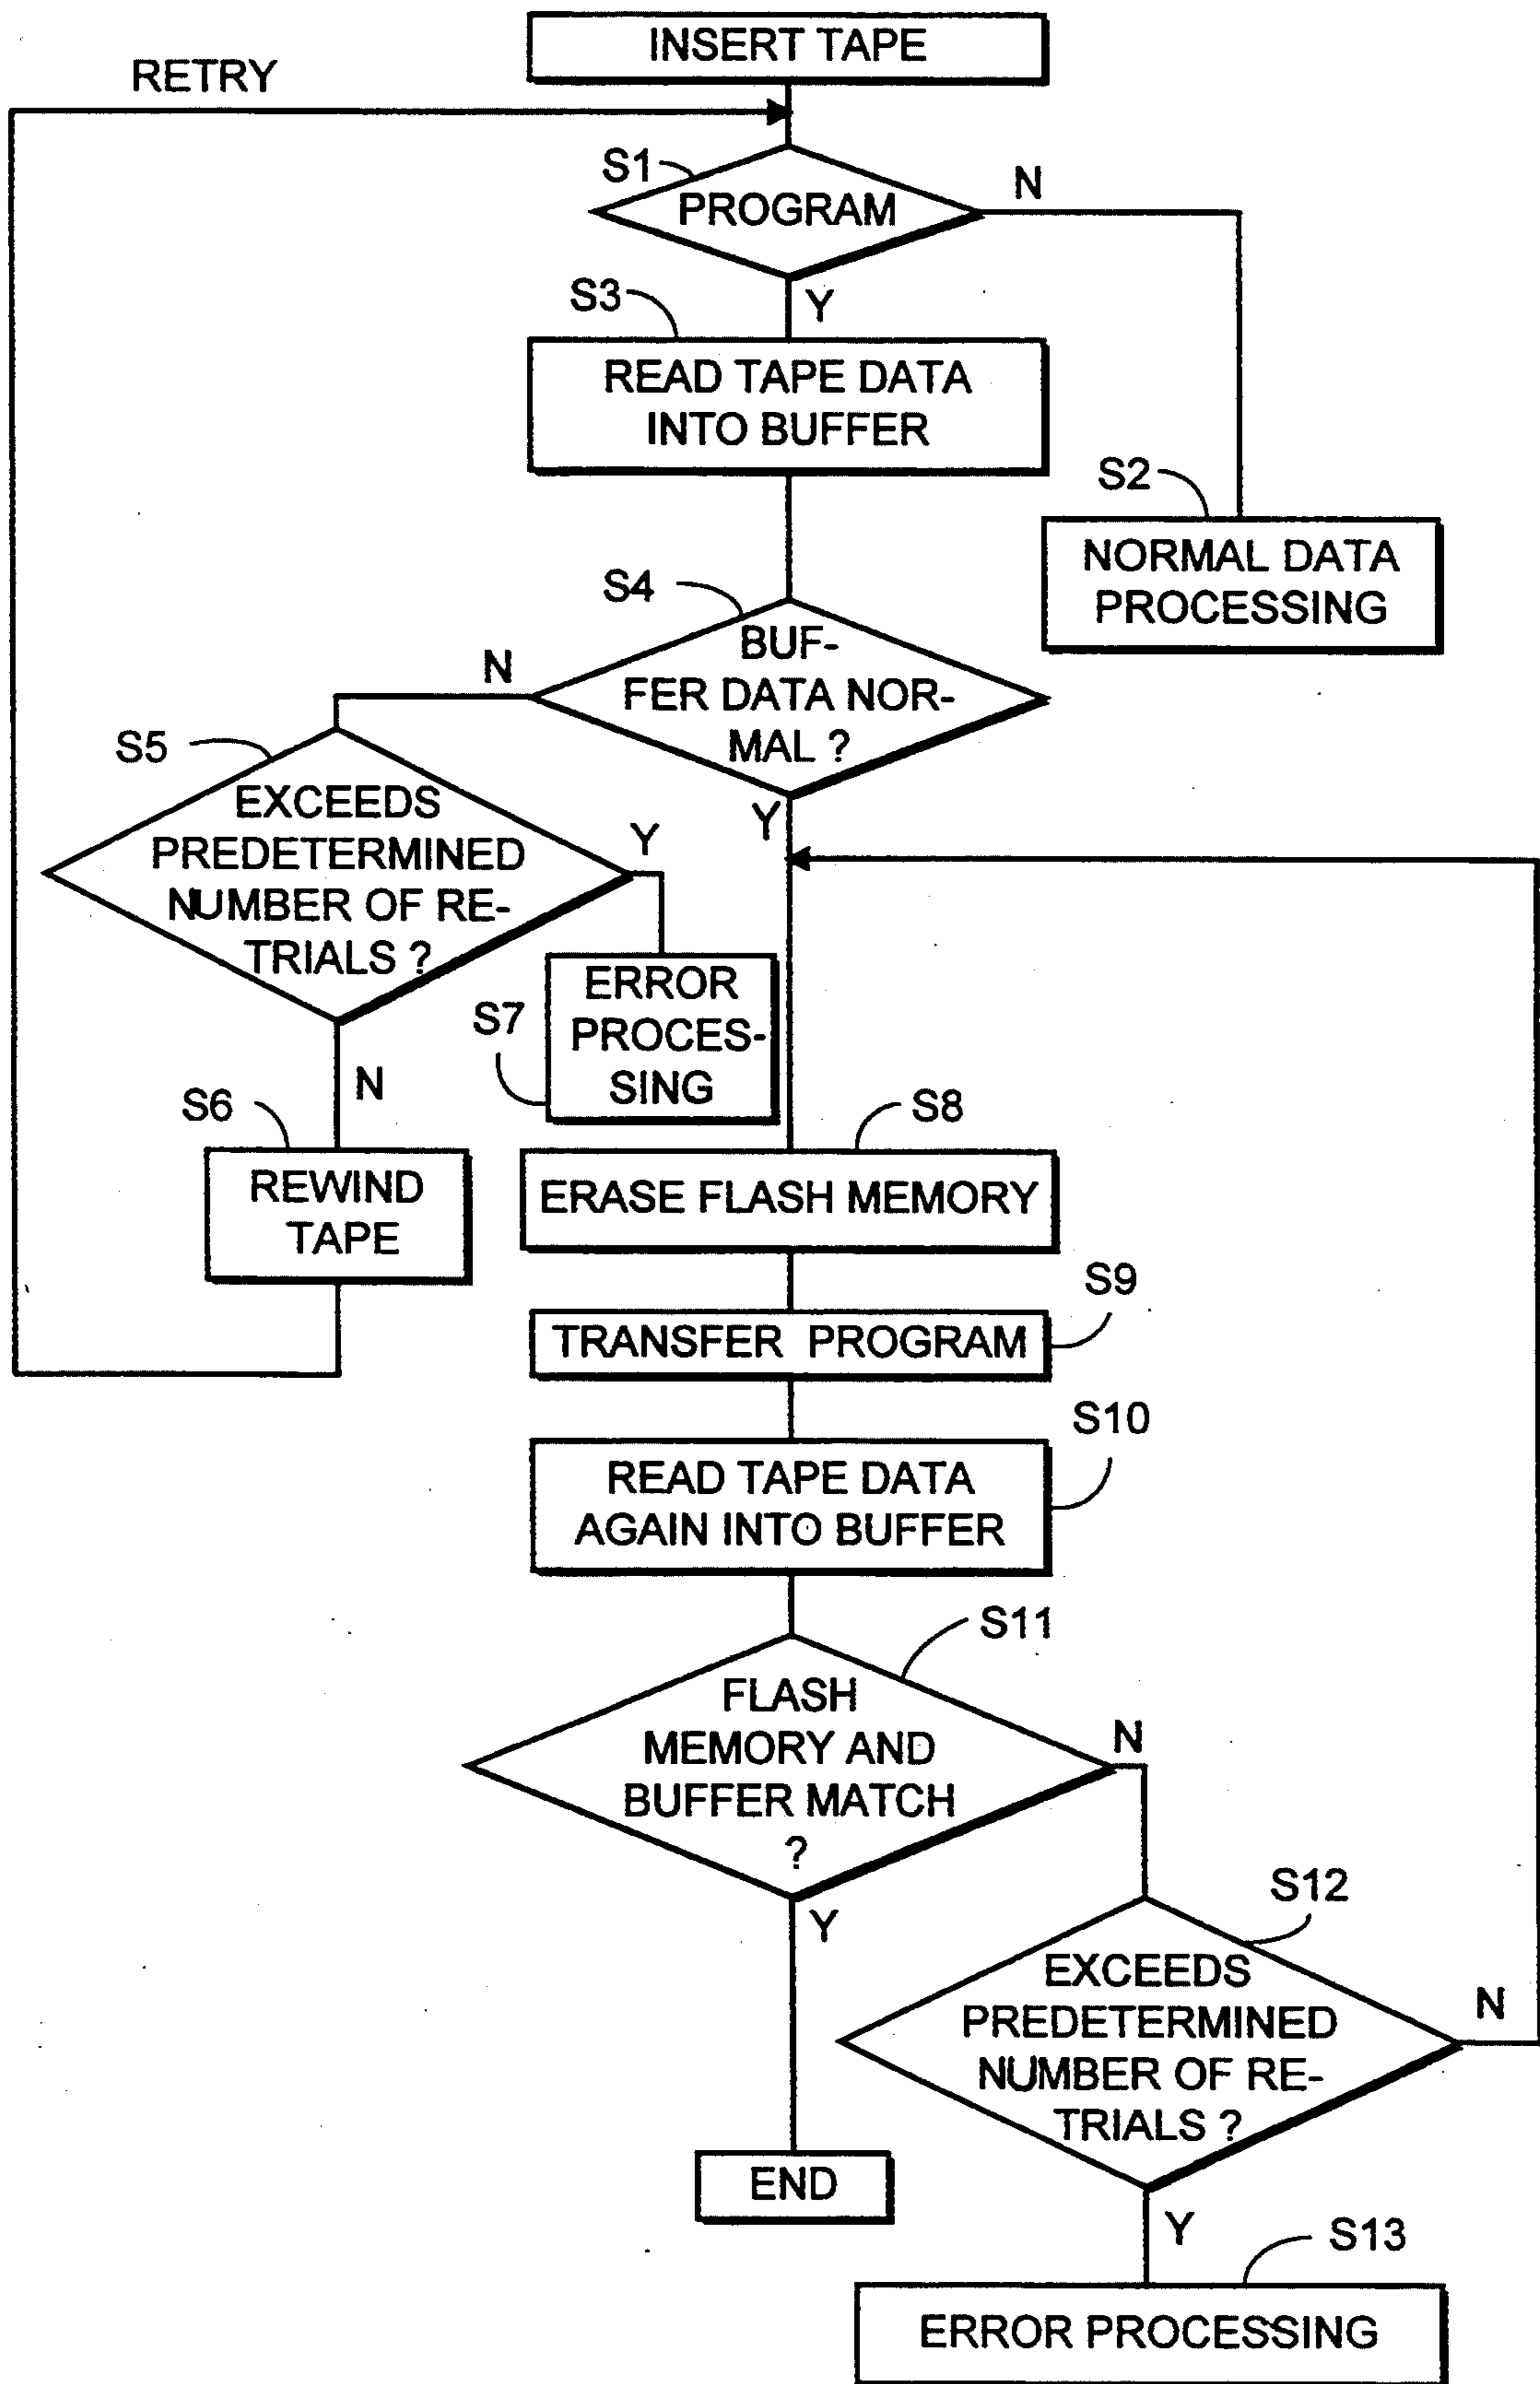 INSERT TAPE
RETRY
S1
PROGRAM
N
S3
Y
READ TAPE DATA
INTO BUFFER
S2
NORMAL DATA
PROCESSING
S4
BUF-
FER DATA NOR-
MAL ?
N
Y
S5
EXCEEDS
PREDETERMINED
NUMBER OF RE-
TRIALS ?
Y
N
S7
ERROR
PROCES-
SING
S6
REWIND
TAPE
S8
ERASE FLASH MEMORY
S9
TRANSFER PROGRAM
S10
READ TAPE DATA
AGAIN INTO BUFFER
S11
FLASH
MEMORY AND
BUFFER MATCH
?
N
Y
S12
EXCEEDS
PREDETERMINED
NUMBER OF RE-
TRIALS ?
N
END
Y
S13
ERROR PROCESSING